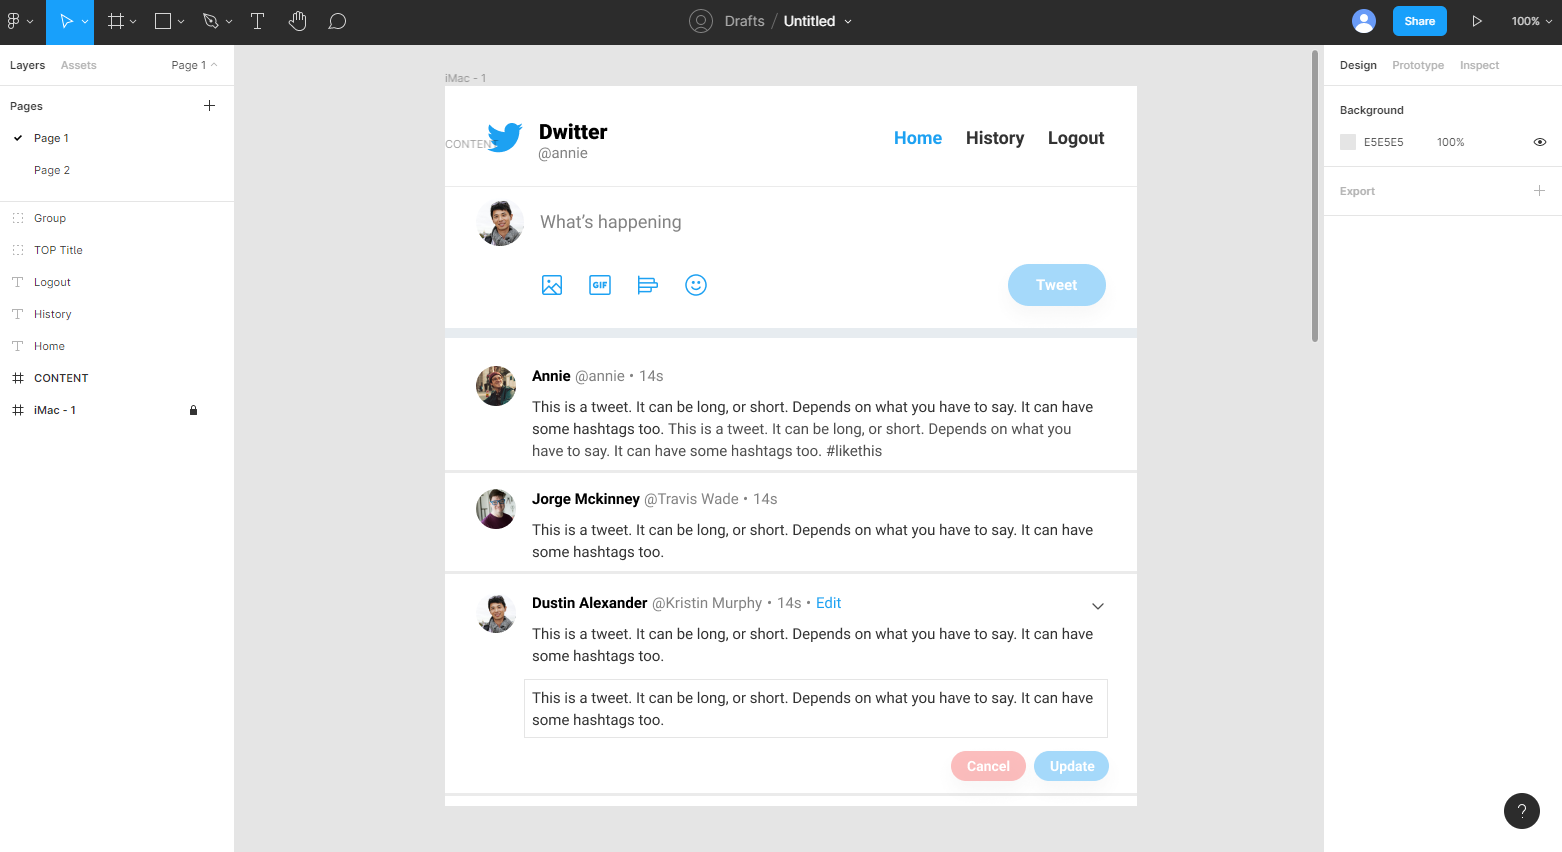 Drafts / Untitled
Share
100%
Layers Assets Page 1
Pages
Page 1
Page 2
Group
TOP Title
Logout
History
Home
CONTENT
iMac - 1
iMac - 1
CONTENT
Dwitter
@annie
Home History Logout
What’s happening
GIF
Tweet
Annie @annie • 14s
This is a tweet. It can be long, or short. Depends on what you have to say. It can have
some hashtags too. This is a tweet. It can be long, or short. Depends on what you
have to say. It can have some hashtags too. #likethis
Jorge Mckinney @Travis Wade • 14s
This is a tweet. It can be long, or short. Depends on what you have to say. It can have
some hashtags too.
Dustin Alexander @Kristin Murphy • 14s • Edit
This is a tweet. It can be long, or short. Depends on what you have to say. It can have
some hashtags too.
This is a tweet. It can be long, or short. Depends on what you have to say. It can have
some hashtags too.
Cancel Update
Design Prototype Inspect
Background
E5E5E5 100%
Export
?